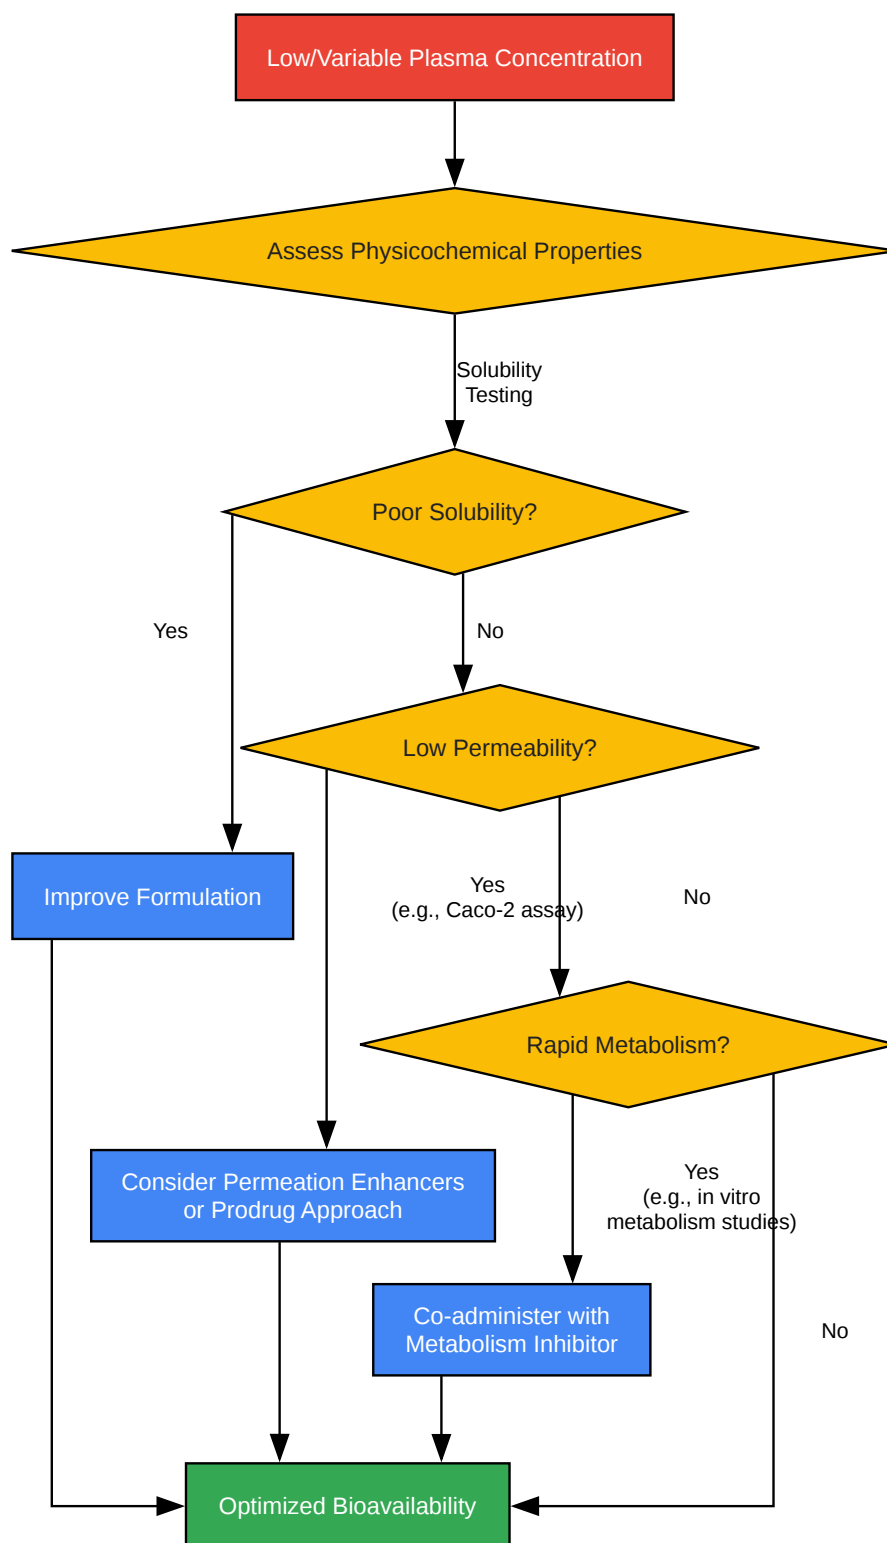 Low/Variable Plasma Concentration
Assess Physicochemical Properties
Solubility
Testing
Poor Solubility?
Yes
No
Low Permeability?
Improve Formulation
Yes
(e.g., Caco-2 assay)
No
Rapid Metabolism?
Consider Permeation Enhancers
or Prodrug Approach
Yes
(e.g., in vitro
metabolism studies)
Co-administer with
Metabolism Inhibitor
No
Optimized Bioavailability